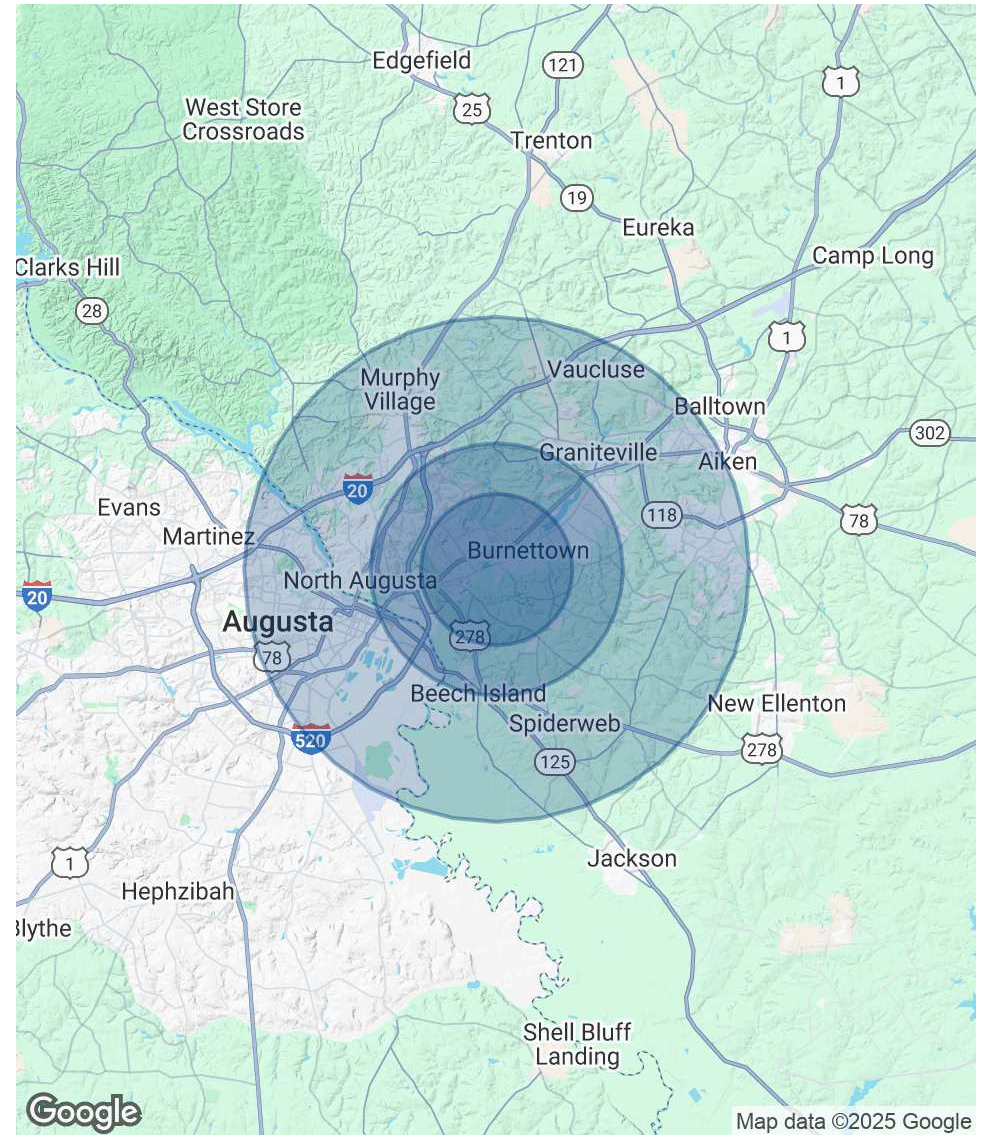 Edgefield
121
1
West Store
Crossroads
25
Trenton
19
Eureka
Camp Long
Clarks Hill
28
1
Vaucluse
Murphy
Village
Balltown
302
Graniteville
Aiken
20
Evans
118
78
Martinez
Burnettown
North Augusta
20
Augusta
278
78
Beech Island
New Ellenton
Spiderweb
520
278
125
Jackson
1
Hephzibah
Blythe
Shell Bluff
Landing
Google
Map data ©2025 Google